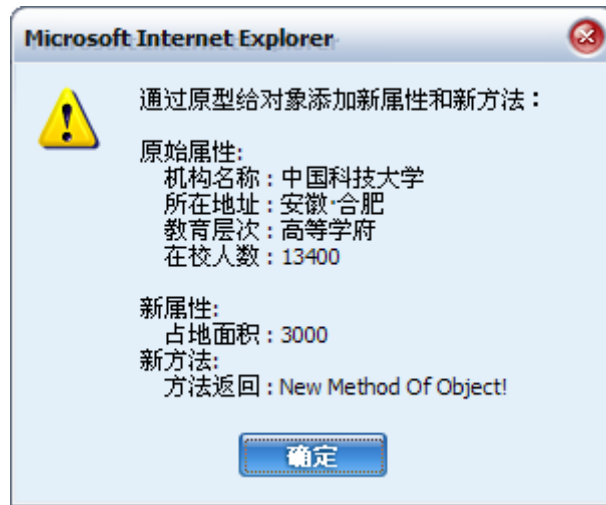 Microsoft Internet Explorer
通过原型给对象添加新属性和新方法：
原始属性:
机构名称：中国科技大学
所在地址：安徽·合肥
教育层次：高等学府
在校人数：13400
新属性:
占地面积：3000
新方法:
方法返回：New Method Of Object!
确定